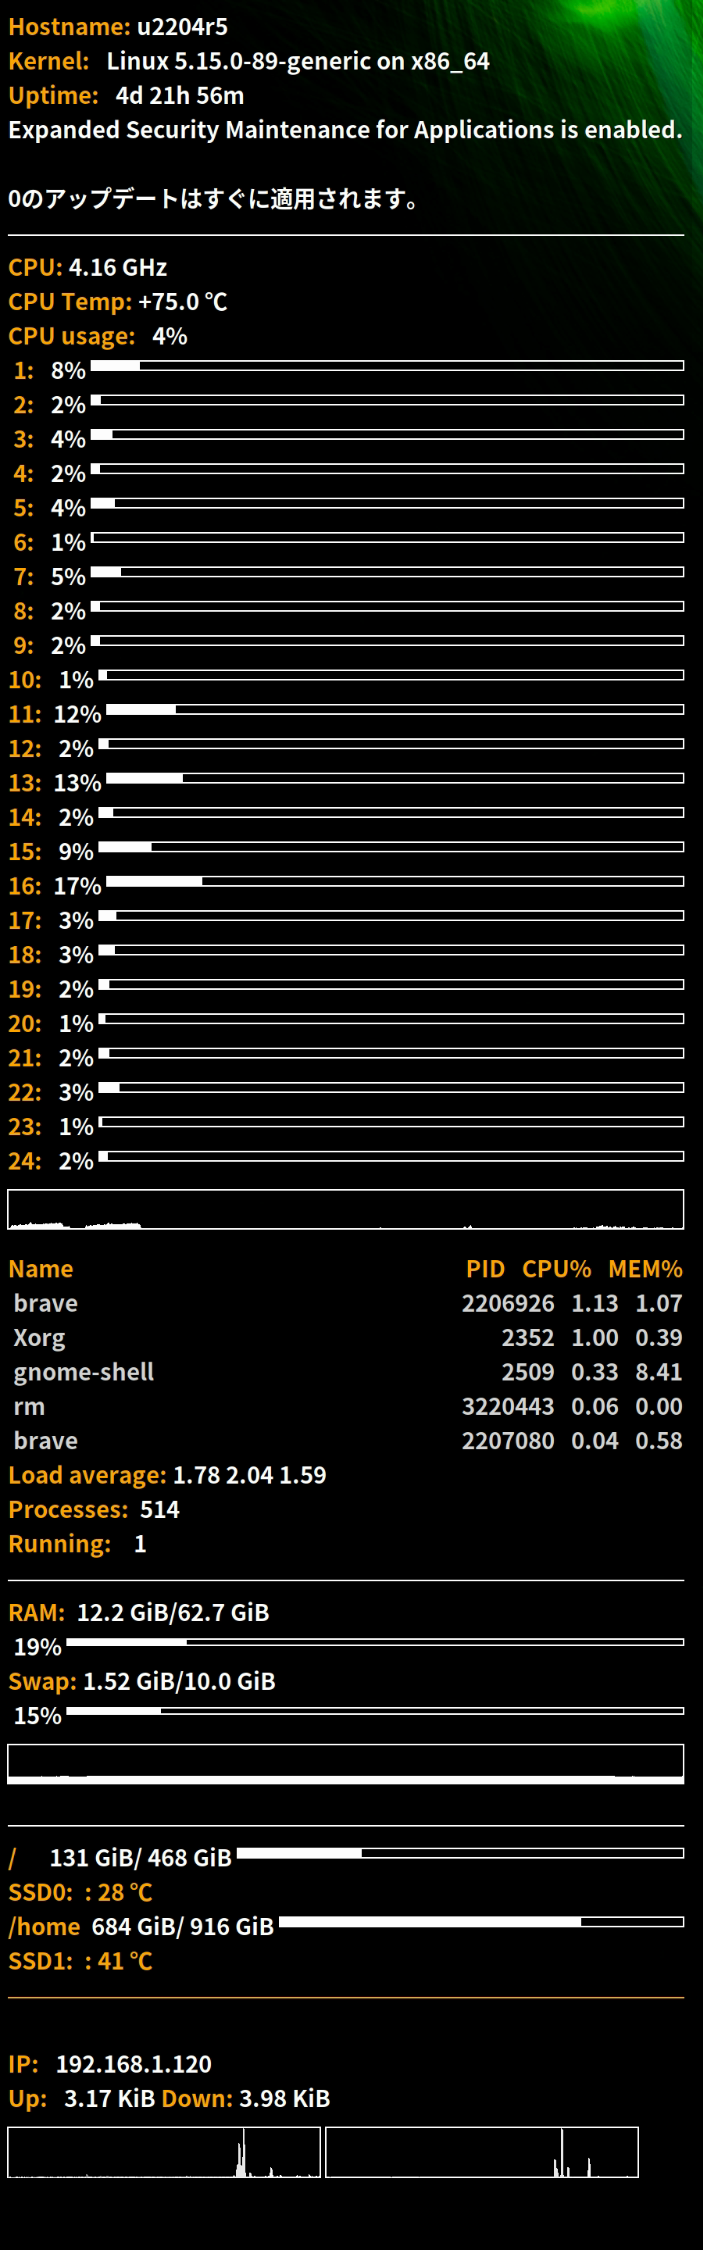 Hostname: u2204r5
Kernel: Linux 5.15.0-89-generic on x86_64
Uptime: 4d 21h 56m
Expanded Security Maintenance for Applications is enabled.
0のアップデートはすぐに適用されます。
CPU: 4.16 GHz
CPU Temp: +75.0 ℃
CPU usage: 4%
1: 8%
2: 2%
3: 4%
4: 2%
5: 4%
6: 1%
7: 5%
8: 2%
9: 2%
10: 1%
11: 12%
12: 2%
13: 13%
14: 2%
15: 9%
16: 17%
17: 3%
18: 3%
19: 2%
20: 1%
21: 2%
22: 3%
23: 1%
24: 2%
Name PID CPU% MEM%
brave 2206926 1.13 1.07
Xorg 2352 1.00 0.39
gnome-shell 2509 0.33 8.41
rm 3220443 0.06 0.00
brave 2207080 0.04 0.58
Load average: 1.78 2.04 1.59
Processes: 514
Running: 1
RAM: 12.2 GiB/62.7 GiB
19%
Swap: 1.52 GiB/10.0 GiB
15%
/ 131 GiB/ 468 GiB
SSD0: : 28 ℃
/home 684 GiB/ 916 GiB
SSD1: : 41 ℃
IP: 192.168.1.120
Up: 3.17 KiB Down: 3.98 KiB